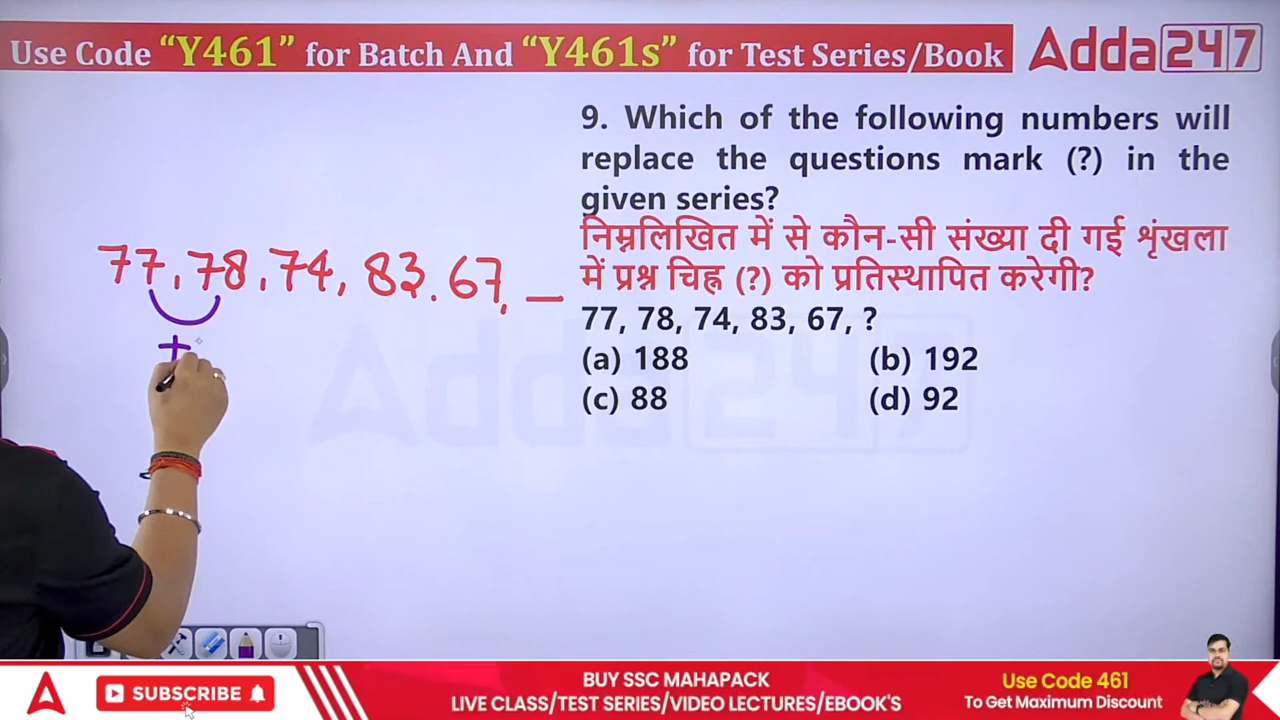 Use Code “Y461” for Batch And “Y461s” for Test Series/Book
Adda247
9. Which of the following numbers will
replace the questions mark (?) in the
given series?
निम्नलिखित में से कौन-सी संख्या दी गई शृंखला
में प्रश्न चिह्न (?) को प्रतिस्थापित करेगी?
77, 78, 74, 83, 67, ?
(a) 188 (b) 192
(c) 88 (d) 92
77, 78, 74, 83, 67, _
+
Adda247
SUBSCRIBE
BUY SSC MAHAPACK
LIVE CLASS/TEST SERIES/VIDEO LECTURES/EBOOK'S
Use Code 461
To Get Maximum Discount